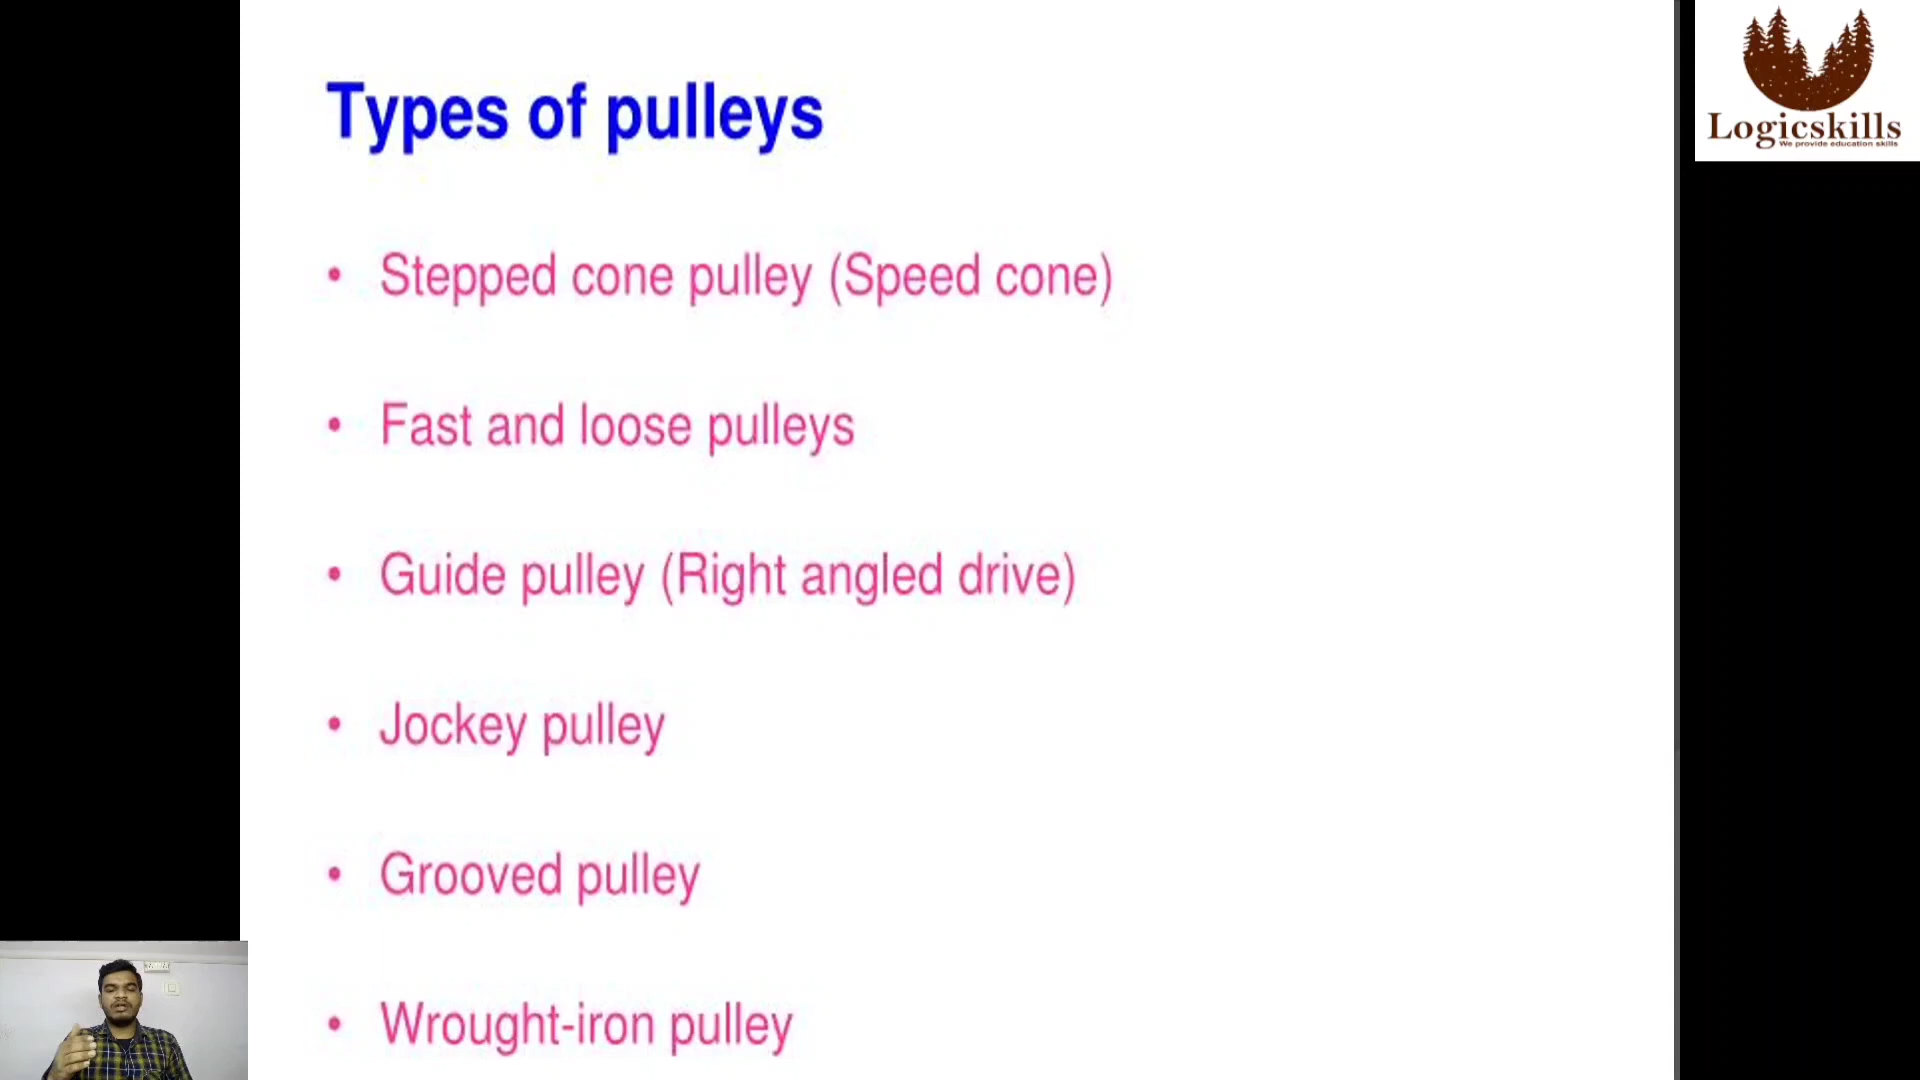 Types of pulleys
• Stepped cone pulley (Speed cone)
• Fast and loose pulleys
• Guide pulley (Right angled drive)
• Jockey pulley
• Grooved pulley
• Wrought-iron pulley
Logicskills
We provide education skills